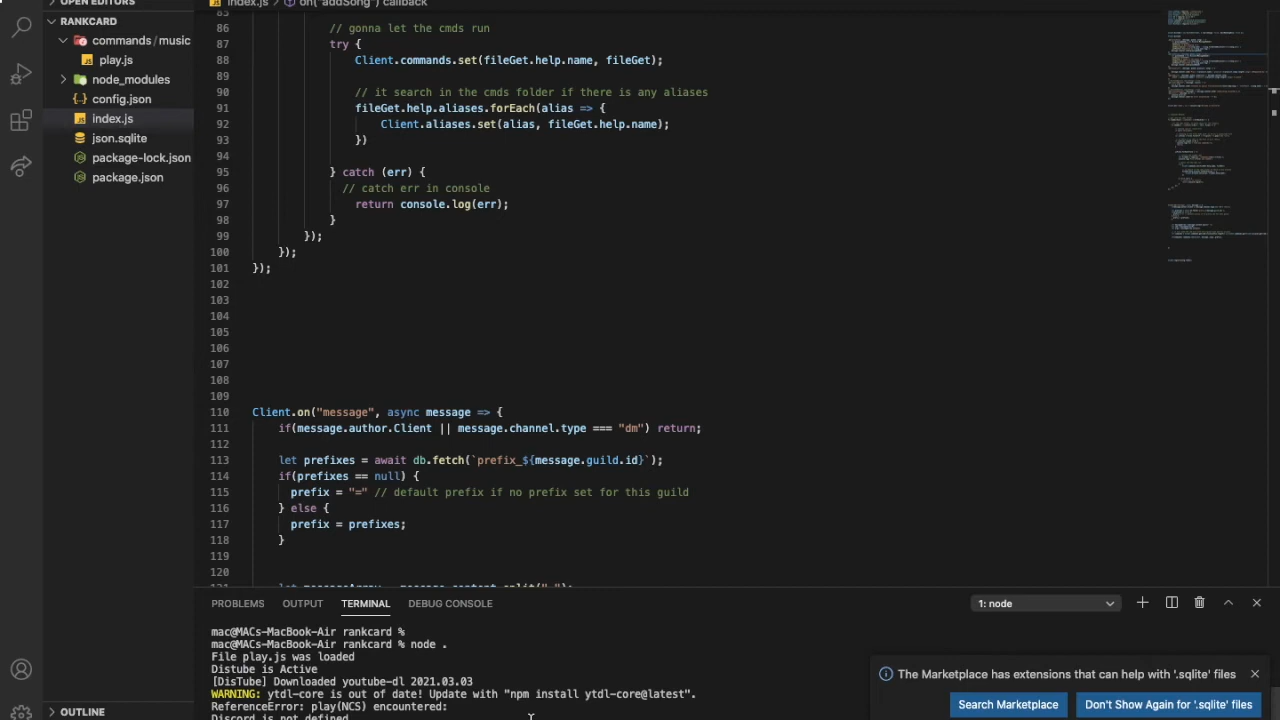 OPEN EDITORS
index.js > on("addSong") callback
RANKCARD
commands / music
play.js
node_modules
config.json
index.js
json.sqlite
package-lock.json
package.json
OUTLINE
85
86 // gonna let the cmds run
87 try {
88 Client.commands.set(fileGet.help.name, fileGet
89
90 // it search in the cmds folder if there is any aliases
91 fileGet.help.aliases.forEach(alias => {
92 Client.aliases.set(alias, fileGet.help.name);
93 })
94
95 } catch (err) {
96 // catch err in console
97 return console.log(err);
98 }
99 });
100 });
101 });
102
103
104
105
106
107
108
109
110 Client.on("message", async message => {
111 if(message.author.Client || message.channel.type === "dm") return;
112
113 let prefixes = await db.fetch(`prefix_${message.guild.id}`);
114 if(prefixes == null) {
115 prefix = "=" // default prefix if no prefix set for this guild
116 } else {
117 prefix = prefixes;
118 }
119
120
121 let messageArray = message.content.split(" ");
PROBLEMS OUTPUT TERMINAL DEBUG CONSOLE 1: node
mac@MACs-MacBook-Air rankcard %
mac@MACs-MacBook-Air rankcard % node .
File play.js was loaded
Distube is Active
[DisTube] Downloaded youtube-dl 2021.03.03
WARNING: ytdl-core is out of date! Update with "npm install ytdl-core@latest".
ReferenceError: play(NCS) encountered:
Discord is not defined
The Marketplace has extensions that can help with '.sqlite' files
Search Marketplace Don't Show Again for '.sqlite' files